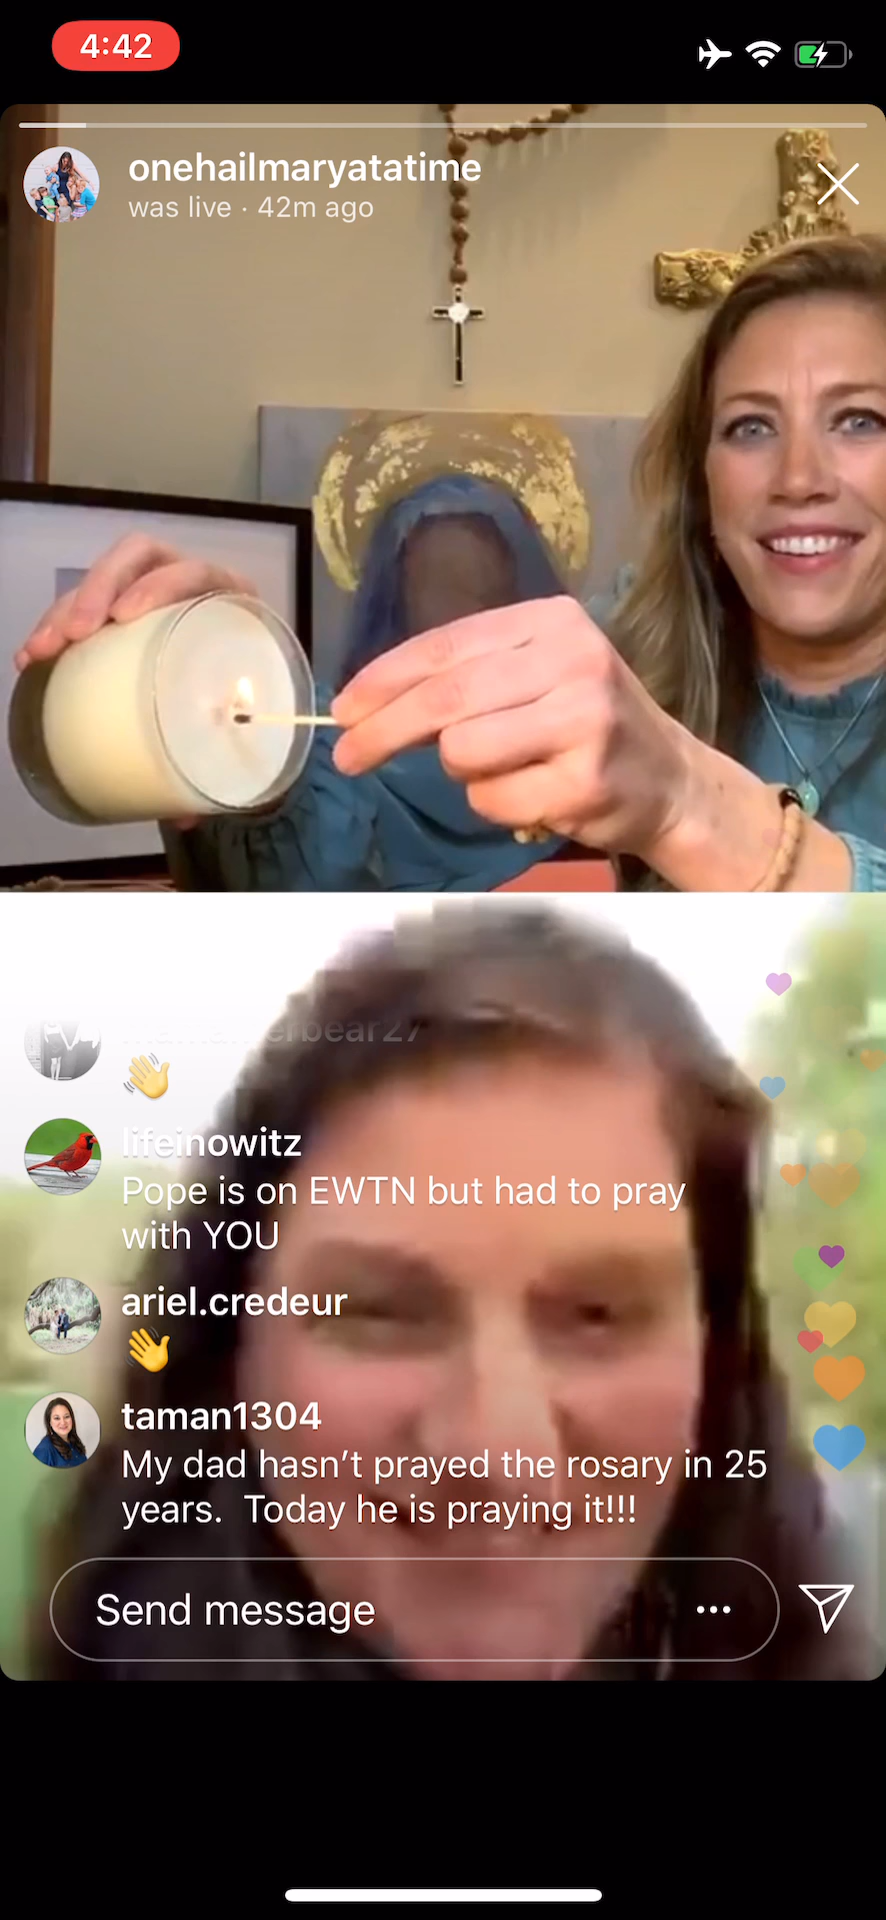 4:42
onehailmaryatatime
was live · 42m ago
lifeinowitz
Pope is on EWTN but had to pray
with YOU
ariel.credeur
taman1304
My dad hasn’t prayed the rosary in 25
years.  Today he is praying it!!!
Send message